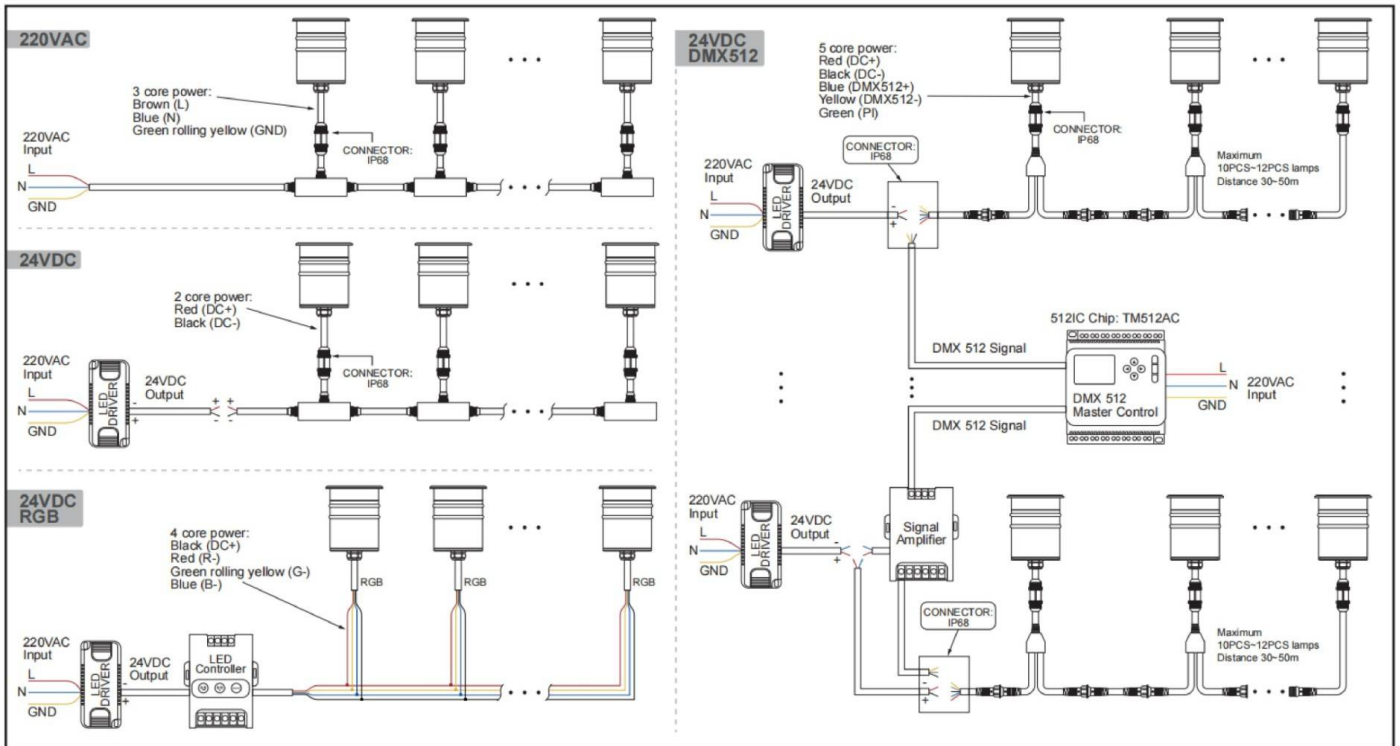 220VAC
3 core power:
Brown (L)
Blue (N)
Green rolling yellow (GND)
220VAC
Input
L
N
GND
CONNECTOR:
IP68
24VDC
2 core power:
Red (DC+)
Black (DC-)
220VAC
Input
L
N
GND
LED
DRIVER
24VDC
Output
-
+
+ +
- -
CONNECTOR:
IP68
24VDC
RGB
4 core power:
Black (DC+)
Red (R-)
Green rolling yellow (G-)
Blue (B-)
RGB
RGB
RGB
220VAC
Input
L
N
GND
LED
DRIVER
24VDC
Output
-
+
LED
Controller
24VDC
DMX512
5 core power:
Red (DC+)
Black (DC-)
Blue (DMX512+)
Yellow (DMX512-)
Green (PI)
CONNECTOR:
IP68
CONNECTOR:
IP68
220VAC
Input
L
N
GND
LED
DRIVER
24VDC
Output
-
+
Maximum
10PCS~12PCS lamps
Distance 30~50m
512IC Chip: TM512AC
DMX 512 Signal
DMX 512
Master Control
L
N
GND
220VAC
Input
DMX 512 Signal
220VAC
Input
L
N
GND
LED
DRIVER
24VDC
Output
-
+
Signal
Amplifier
CONNECTOR:
IP68
-
+
Maximum
10PCS~12PCS lamps
Distance 30~50m